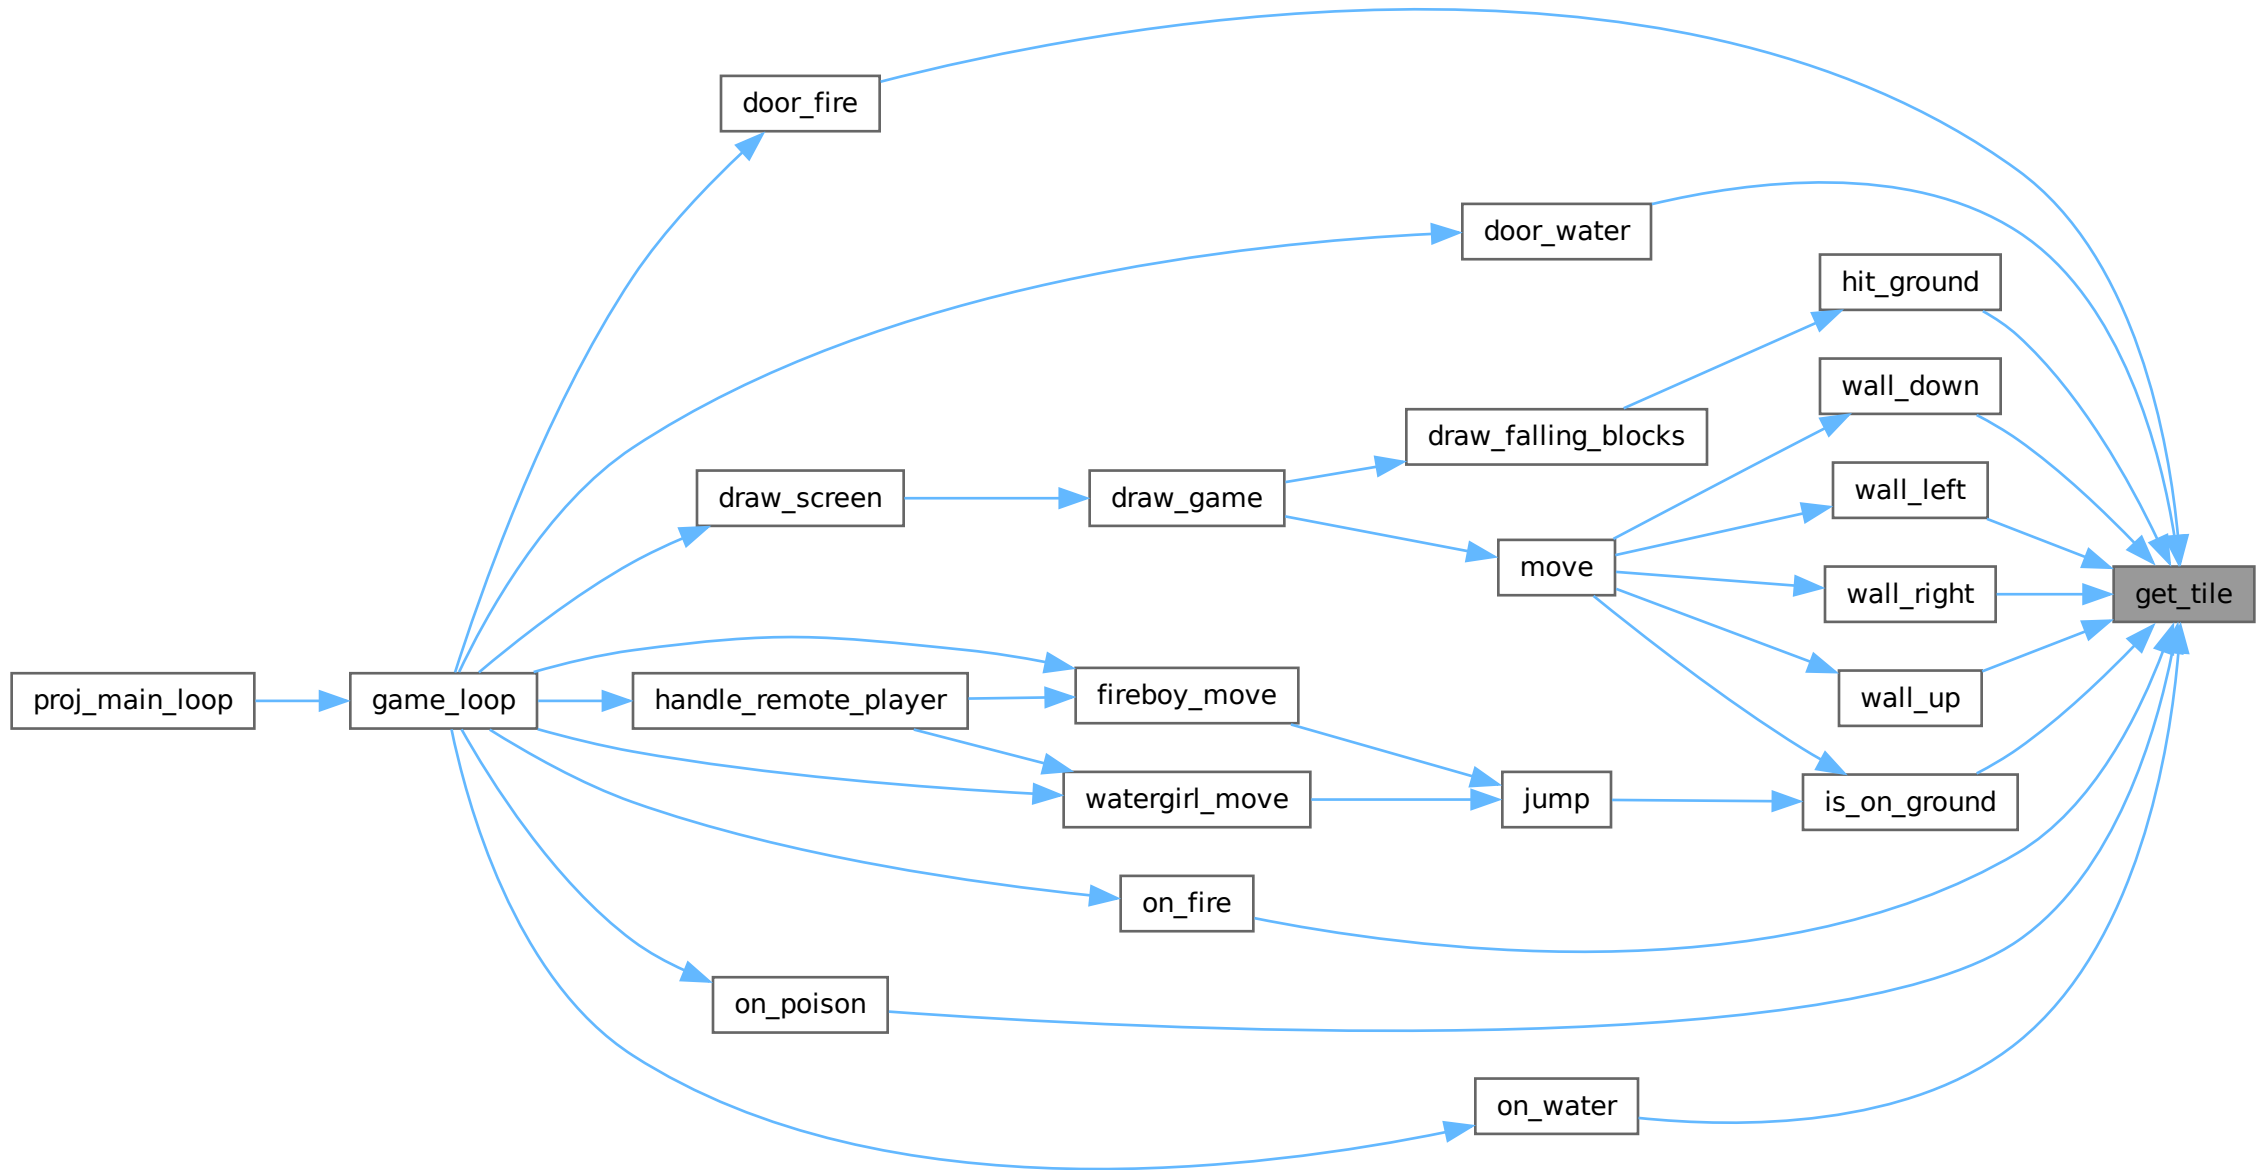 door_fire
door_water
hit_ground
wall_down
draw_falling_blocks
wall_left
draw_screen
draw_game
move
wall_right
get_tile
proj_main_loop
game_loop
handle_remote_player
fireboy_move
wall_up
watergirl_move
jump
is_on_ground
on_fire
on_poison
on_water